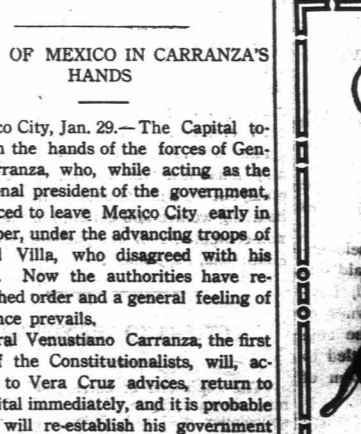 OF MEXICO IN CARRANZA'S
HANDS
co City, Jan. 29.—The Capital to-
n the hands of the forces of Gen-
rranza, who, while acting as the
nal president of the government,
ced to leave Mexico City early in
ber, under the advancing troops of
l Villa, who disagreed with his
. Now the authorities have re-
hed order and a general feeling of
nce prevails.
ral Venustiano Carranza, the first
f the Constitutionalists, will, ac-
to Vera Cruz advices, return to
ital immediately, and it is probable
will re-establish his government